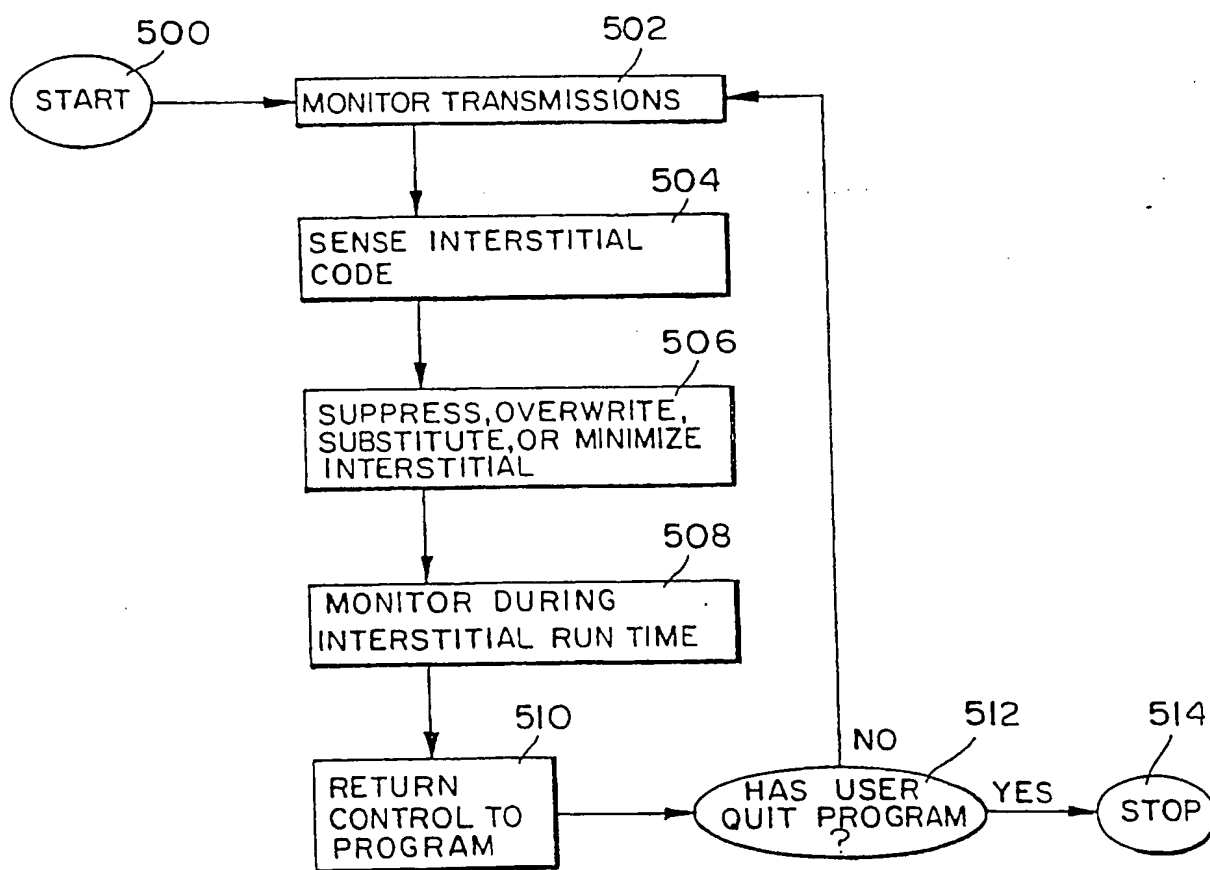 500
START
502
MONITOR TRANSMISSIONS
504
SENSE INTERSTITIAL
CODE
506
SUPPRESS, OVERWRITE,
SUBSTITUTE, OR MINIMIZE
INTERSTITIAL
508
MONITOR DURING
INTERSTITIAL RUN TIME
510
RETURN
CONTROL TO
PROGRAM
512
HAS USER
QUIT PROGRAM
?
NO
YES
514
STOP